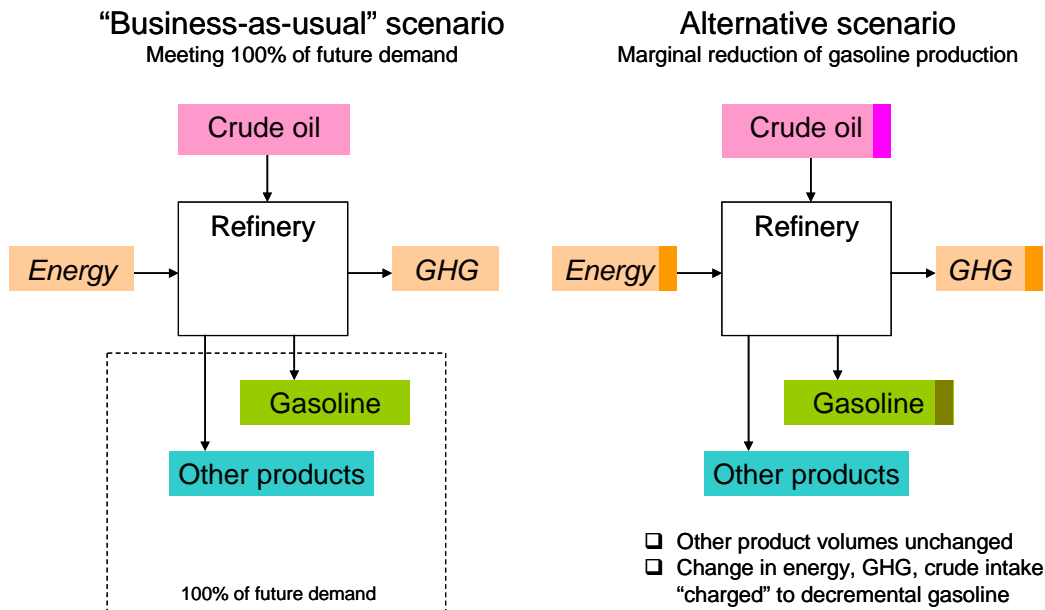 “Business-as-usual” scenario
Meeting 100% of future demand
Crude oil
Refinery
Energy
GHG
Gasoline
Other products
100% of future demand
Alternative scenario
Marginal reduction of gasoline production
Crude oil
Refinery
Energy
GHG
Gasoline
Other products
❑ Other product volumes unchanged
❑ Change in energy, GHG, crude intake
“charged” to decremental gasoline